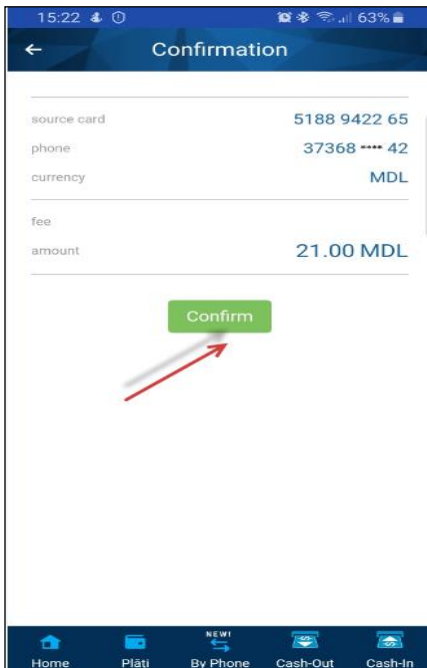 15:22 63%
Confirmation
source card 5188 9422 65
phone 37368 **** 42
currency MDL
fee
amount 21.00 MDL
Confirm
NEW!
Home Plăti By Phone Cash-Out Cash-In